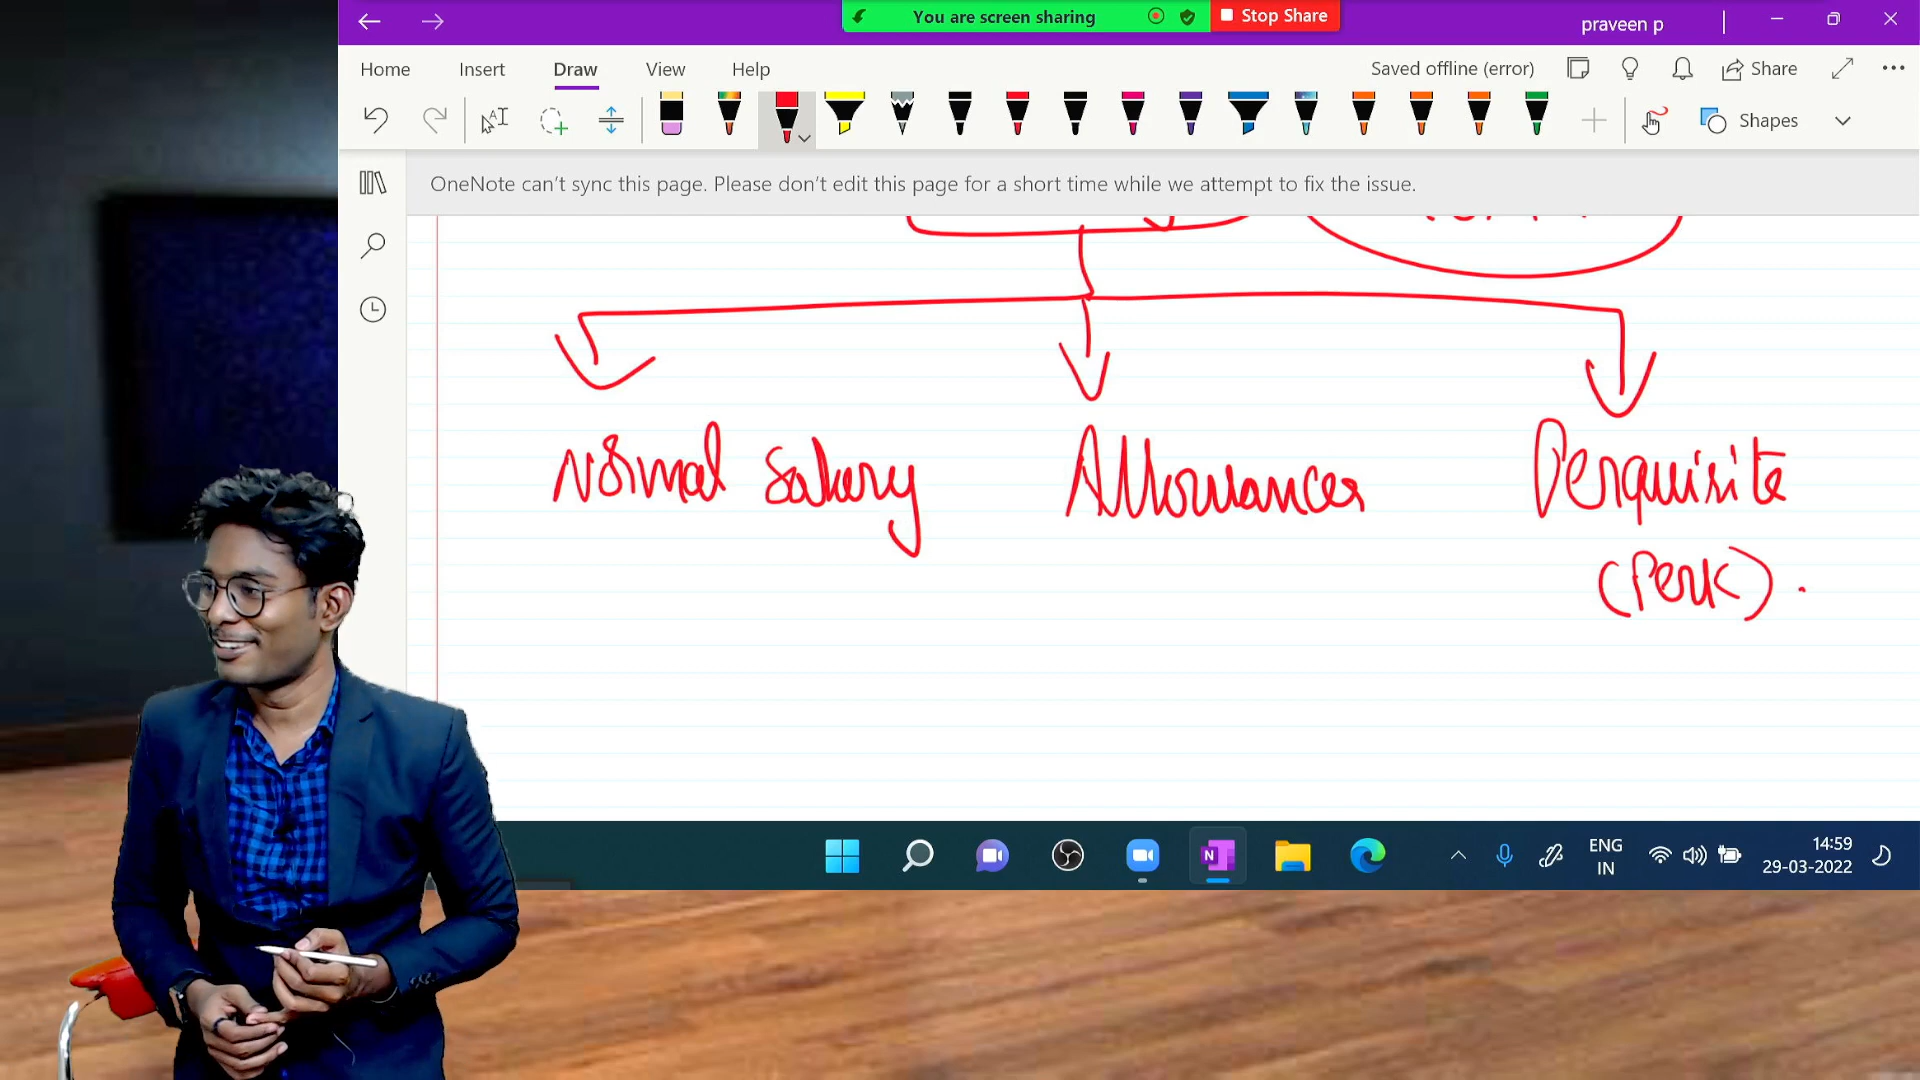 You are screen sharing
Stop Share
praveen p
Home Insert Draw View Help
Saved offline (error)
Share
Shapes
OneNote can't sync this page. Please don't edit this page for a short time while we attempt to fix the issue.
Normal Salary
Allowances
Perquisite
(Perk).
ENG
IN
14:59
29-03-2022